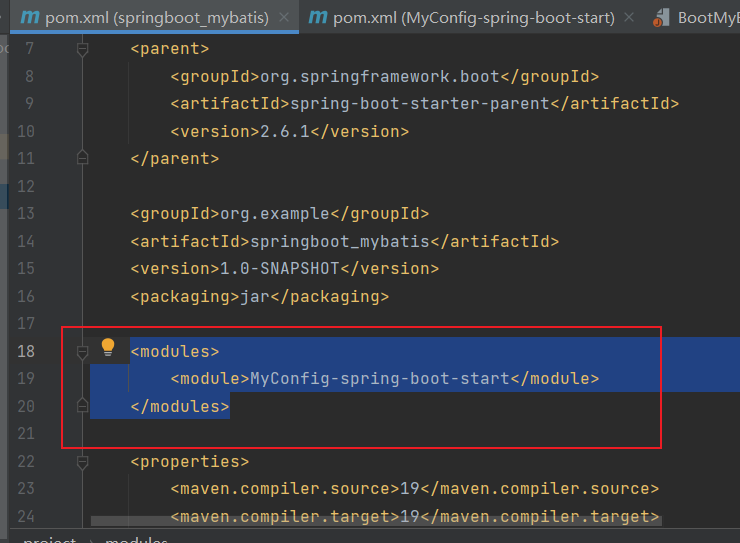 pom.xml (springboot_mybatis) × pom.xml (MyConfig-spring-boot-start) × BootMyB
7 <parent>
8 <groupId>org.springframework.boot</groupId>
9 <artifactId>spring-boot-starter-parent</artifactId>
10 <version>2.6.1</version>
11 </parent>
12
13 <groupId>org.example</groupId>
14 <artifactId>springboot_mybatis</artifactId>
15 <version>1.0-SNAPSHOT</version>
16 <packaging>jar</packaging>
17
18 <modules>
19 <module>MyConfig-spring-boot-start</module>
20 </modules>
21
22 <properties>
23 <maven.compiler.source>19</maven.compiler.source>
24 <maven.compiler.target>19</maven.compiler.target>
project › modules